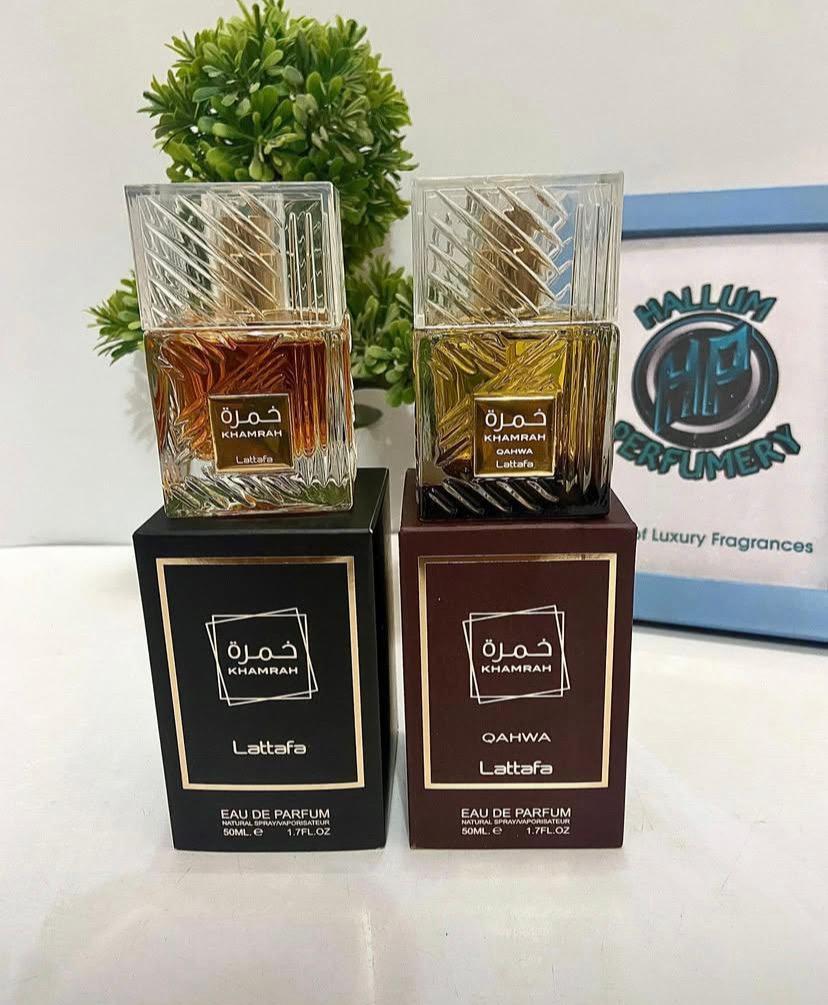 خمرة
KHAMRAH
Lattafa
خمرة
KHAMRAH
QAHWA
Lattafa
HALLUM
HP
PERFUMERY
of Luxury Fragrances
خمرة
KHAMRAH
Lattafa
EAU DE PARFUM
NATURAL SPRAY/VAPORISATEUR
50ML. e 1.7FL.OZ
خمرة
KHAMRAH
QAHWA
Lattafa
EAU DE PARFUM
NATURAL SPRAY/VAPORISATEUR
50ML. e 1.7FL.OZ